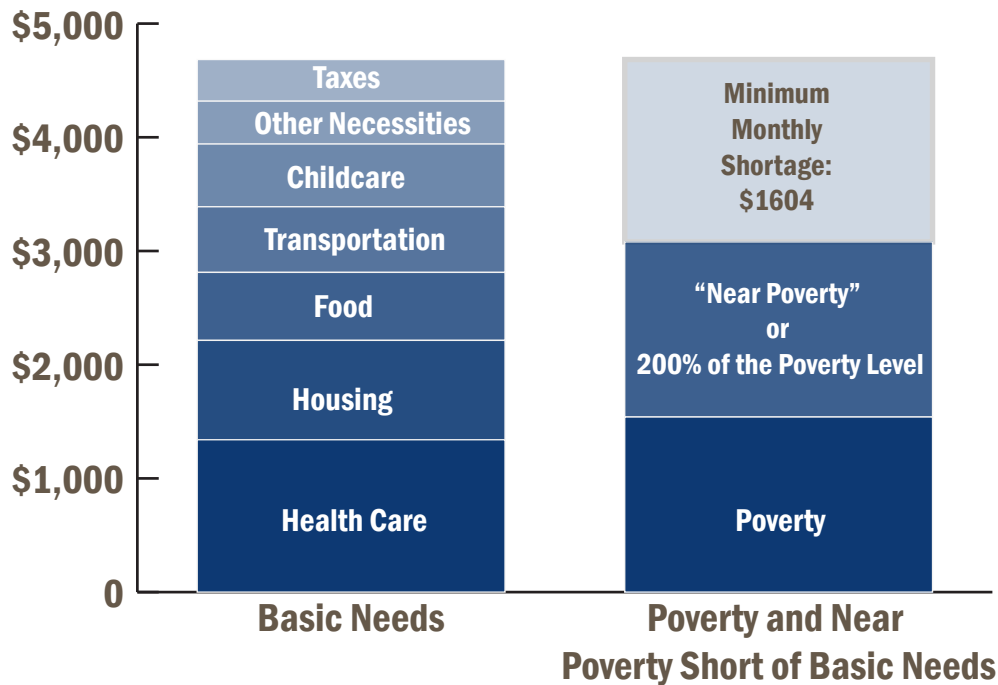 $5,000
$4,000
$3,000
$2,000
$1,000
0
Taxes
Other Necessities
Childcare
Transportation
Food
Housing
Health Care
Minimum
Monthly
Shortage:
$1604
“Near Poverty”
or
200% of the Poverty Level
Poverty
Basic Needs
Poverty and Near
Poverty Short of Basic Needs